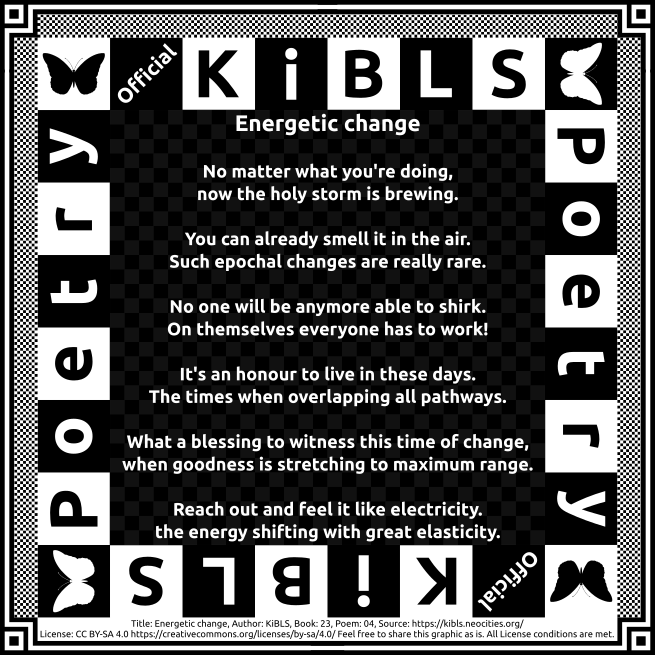 Official KiBLS
Poetry
Poetry
Energetic change
No matter what you're doing,
now the holy storm is brewing.
You can already smell it in the air.
Such epochal changes are really rare.
No one will be anymore able to shirk.
On themselves everyone has to work!
It's an honour to live in these days.
The times when overlapping all pathways.
What a blessing to witness this time of change,
when goodness is stretching to maximum range.
Reach out and feel it like electricity.
the energy shifting with great elasticity.
Official KiBLS
Title: Energetic change, Author: KiBLS, Book: 23, Poem: 04, Source: https://kibls.neocities.org/
License: CC BY-SA 4.0 https://creativecommons.org/licenses/by-sa/4.0/ Feel free to share this graphic as is. All License conditions are met.